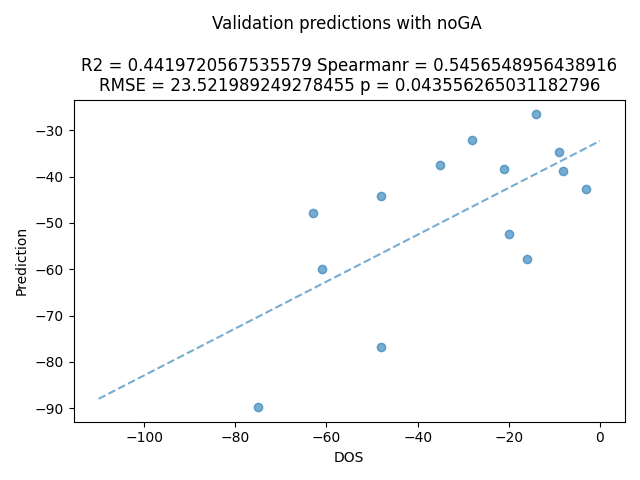 Validation predictions with noGA
R2 = 0.4419720567535579 Spearmanr = 0.5456548956438916
RMSE = 23.521989249278455 p = 0.043556265031182796
−30
−40
−50
−60
−70
−80
−90
Prediction
−100 −80 −60 −40 −20 0
DOS